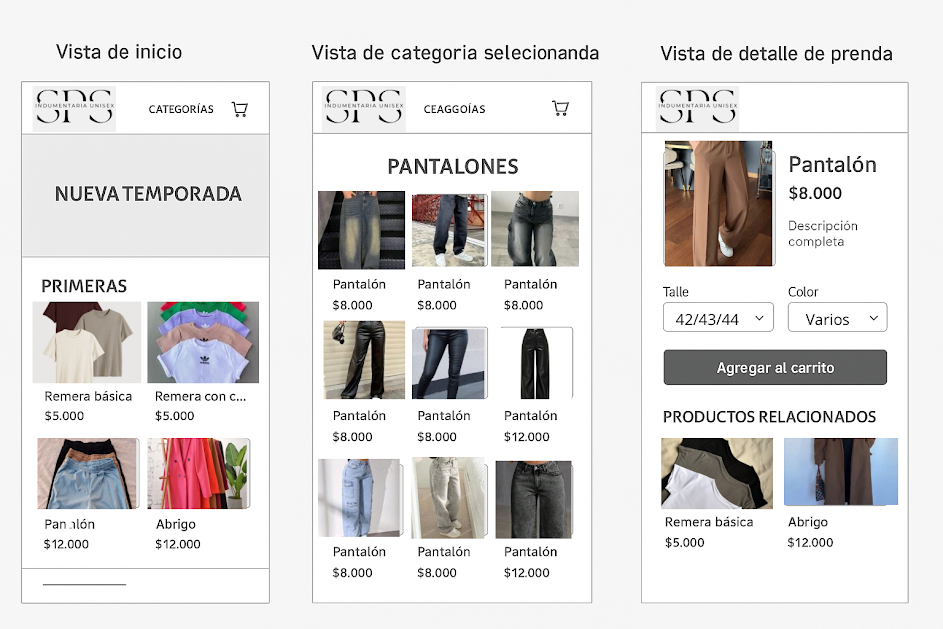 Vista de inicio
SPS
INDUMENTARIA UNISEX
CATEGORÍAS
NUEVA TEMPORADA
PRIMERAS
Remera básica
$5.000
Remera con c...
$5.000
Pan lón
$12.000
Abrigo
$12.000
Vista de categoria selecionanda
SPS
INDUMENTARIA UNISEX
CEAGGOÍAS
PANTALONES
Pantalón
$8.000
Pantalón
$8.000
Pantalón
$8.000
Pantalón
$8.000
Pantalón
$8.000
Pantalón
$12.000
Pantalón
$8.000
Pantalón
$8.000
Pantalón
$12.000
Vista de detalle de prenda
SPS
INDUMENTARIA UNISEX
Pantalón
$8.000
Descripción
completa
Talle
42/43/44
Color
Varios
Agregar al carrito
PRODUCTOS RELACIONADOS
Remera básica
$5.000
Abrigo
$12.000